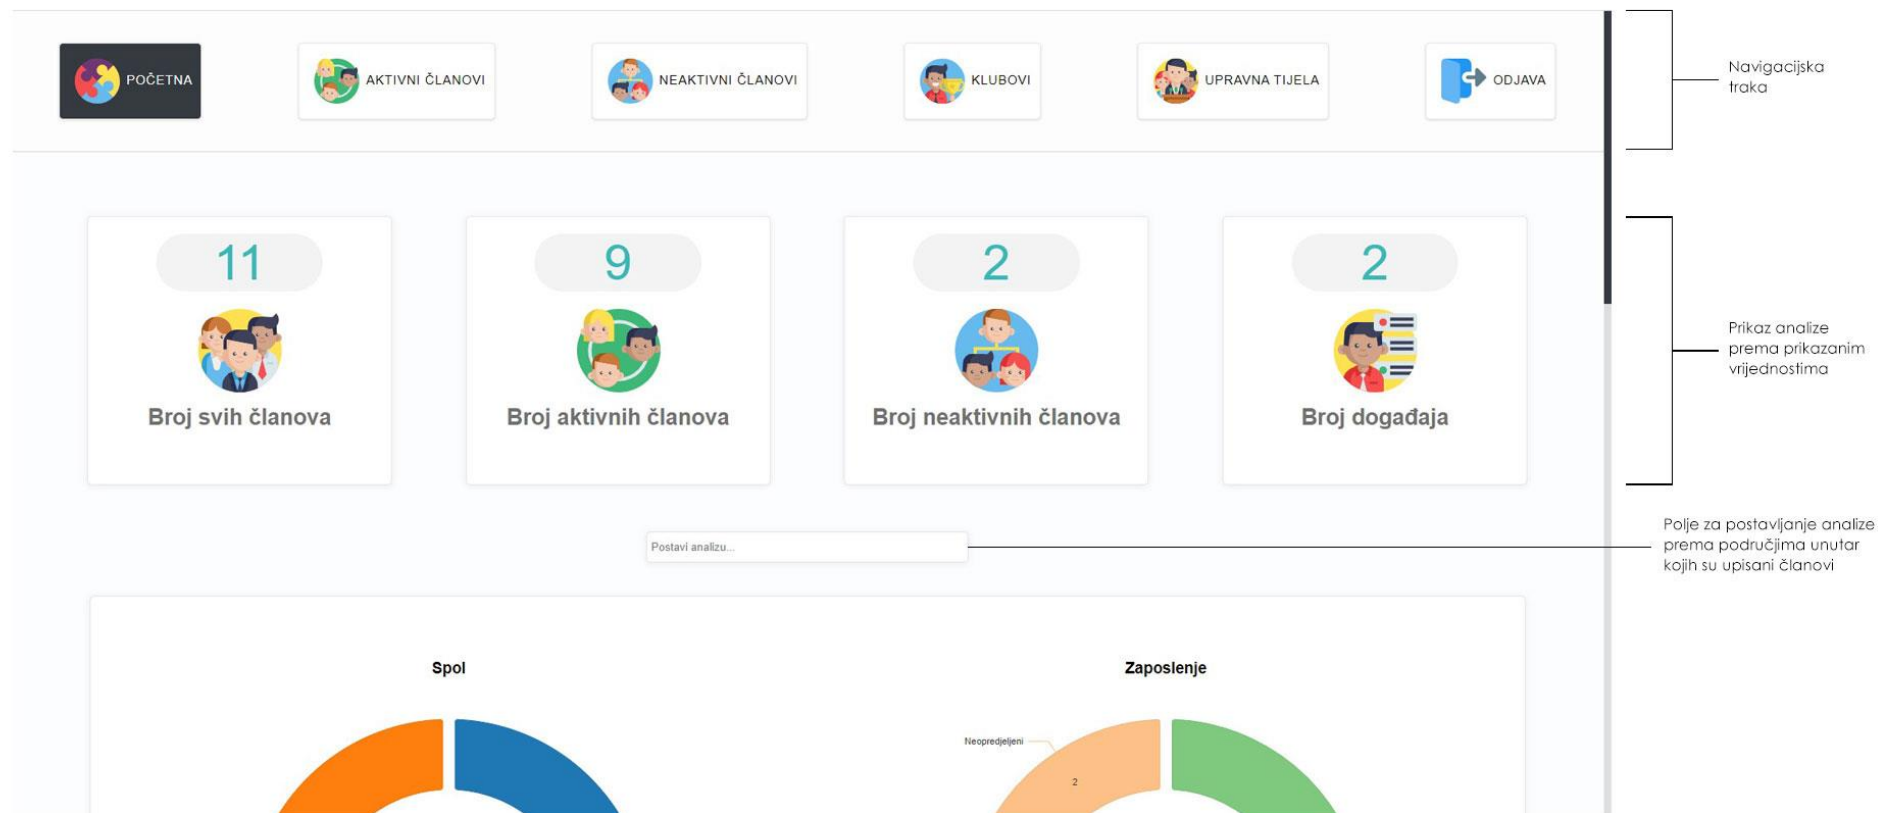 POČETNA
AKTIVNI ČLANOVI
NEAKTIVNI ČLANOVI
KLUBOVI
UPRAVNA TIJELA
ODJAVA
Navigacijska
traka
11
9
2
2
Broj svih članova
Broj aktivnih članova
Broj neaktivnih članova
Broj događaja
Prikaz analize
prema prikazanim
vrijednostima
Postavi analizu...
Polje za postavljanje analize
prema područjima unutar
kojih su upisani članovi
Spol
Zaposlenje
Neopredjeljeni
2